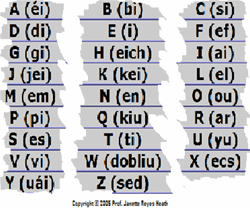 A (éi) B (bi) C (si)
D (di) E (i) F (ef)
G (gi) H (eich) I (ai)
J (jei) K (kei) L (el)
M (em) N (en) O (ou)
P (pi) Q (kiu) R (ar)
S (es) T (ti) U (yu)
V (vi) W (dobliu) X (ecs)
Y (uái) Z (sed)
Copyright © 2005 Prof. Janette Reyes Heath